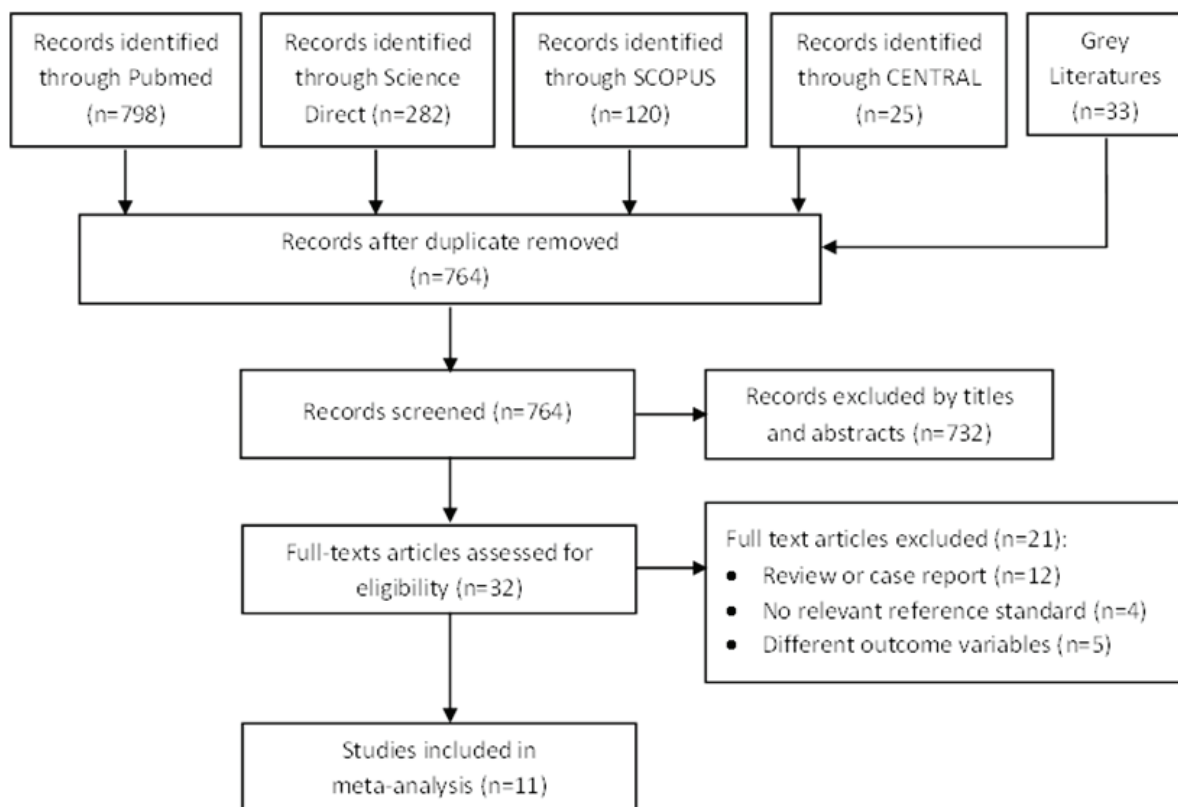 Records identified
through Pubmed
(n=798)
Records identified
through Science
Direct (n=282)
Records identified
through SCOPUS
(n=120)
Records identified
through CENTRAL
(n=25)
Grey
Literatures
(n=33)
Records after duplicate removed
(n=764)
Records screened (n=764)
Records excluded by titles
and abstracts (n=732)
Full-texts articles assessed for
eligibility (n=32)
Full text articles excluded (n=21):
• Review or case report (n=12)
• No relevant reference standard (n=4)
• Different outcome variables (n=5)
Studies included in
meta-analysis (n=11)